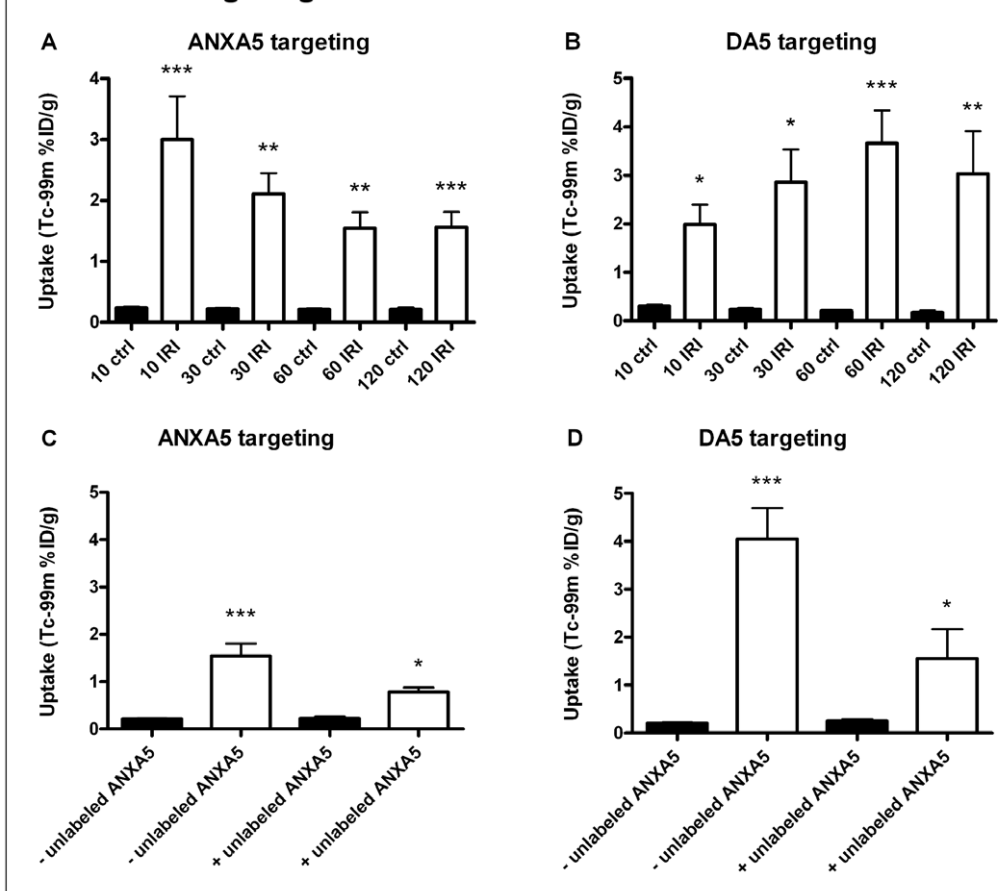 A ANXA5 targeting
Uptake (Tc-99m %ID/g)
4
3
2
1
0
***
**
**
***
10 ctrl
10 IRI
30 ctrl
30 IRI
60 ctrl
60 IRI
120 ctrl
120 IRI
B DA5 targeting
Uptake (Tc-99m %ID/g)
5
4
3
2
1
0
*
*
***
**
10 ctrl
10 IRI
30 ctrl
30 IRI
60 ctrl
60 IRI
120 ctrl
120 IRI
C ANXA5 targeting
Uptake (Tc-99m %ID/g)
5
4
3
2
1
0
***
*
- unlabeled ANXA5
- unlabeled ANXA5
+ unlabeled ANXA5
+ unlabeled ANXA5
D DA5 targeting
Uptake (Tc-99m %ID/g)
5
4
3
2
1
0
***
*
- unlabeled ANXA5
- unlabeled ANXA5
+ unlabeled ANXA5
+ unlabeled ANXA5